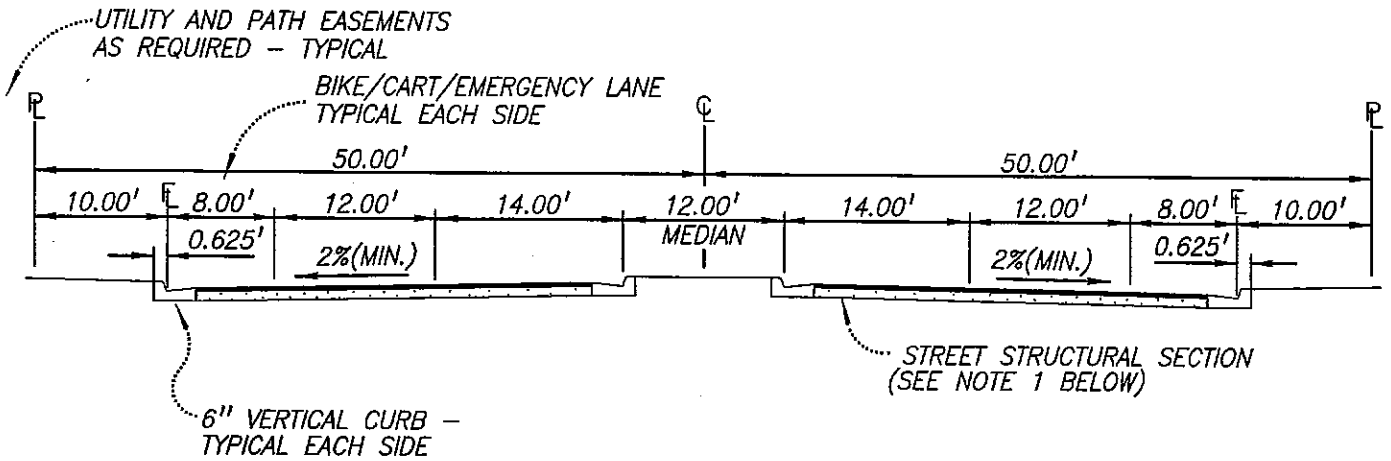 UTILITY AND PATH EASEMENTS
AS REQUIRED – TYPICAL
BIKE/CART/EMERGENCY LANE
TYPICAL EACH SIDE
PL
CL
PL
50.00'
50.00'
10.00'
FL
8.00'
12.00'
14.00'
12.00'
14.00'
12.00'
8.00'
FL
10.00'
MEDIAN
0.625'
2%(MIN.)
2%(MIN.)
0.625'
STREET STRUCTURAL SECTION
(SEE NOTE 1 BELOW)
6" VERTICAL CURB –
TYPICAL EACH SIDE